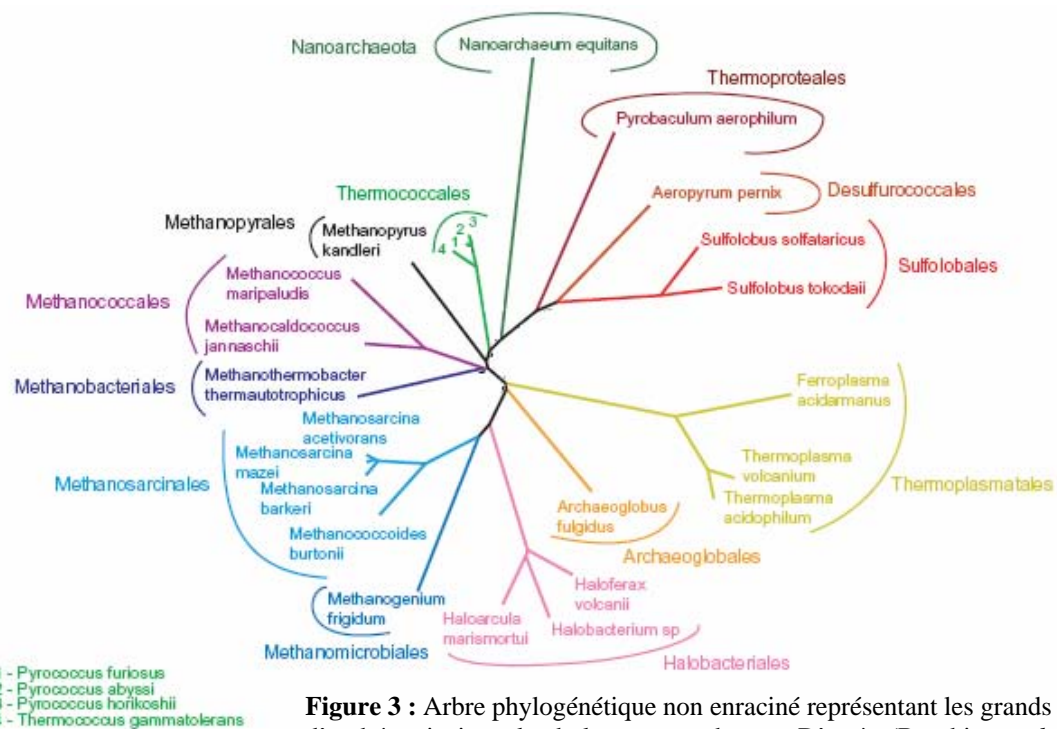 Nanoarchaeota
Nanoarchaeum equitans
Thermoproteales
Pyrobaculum aerophilum
Thermococcales
Aeropyrum pernix
Desulfurococcales
Methanopyrales
Methanopyrus
kandleri
3
2
1
4
Sulfolobus solfataricus
Sulfolobales
Sulfolobus tokodaii
Methanococcales
Methanococcus
maripaludis
Methanocaldococcus
jannaschii
Methanobacteriales
Methanothermobacter
thermautotrophicus
Ferroplasma
acidarmanus
Methanosarcina
acetivorans
Methanosarcina
mazei
Methanosarcina
barkeri
Methanosarcinales
Methanococcoides
burtonii
Thermoplasma
volcanium
Thermoplasma
acidophilum
Thermoplasmatales
Archaeoglobus
fulgidus
Archaeoglobales
Methanogenium
frigidum
Methanomicrobiales
Haloferax
volcanii
Haloarcula
marismortui
Halobacterium sp
Halobacteriales
- Pyrococcus furiosus
- Pyrococcus abyssi
- Pyrococcus horikoshii
- Thermococcus gammatolerans
Figure 3 : Arbre phylogénétique non enraciné représentant les grands